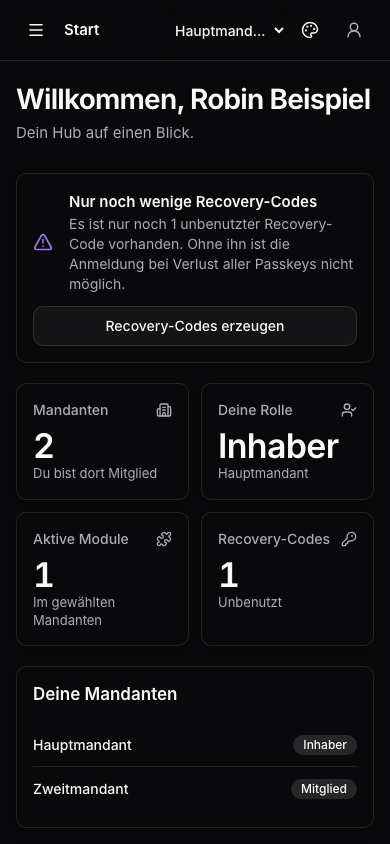 Start
Hauptmand...
Willkommen, Robin Beispiel
Dein Hub auf einen Blick.
Nur noch wenige Recovery-Codes
Es ist nur noch 1 unbenutzter Recovery-
Code vorhanden. Ohne ihn ist die
Anmeldung bei Verlust aller Passkeys nicht
möglich.
Recovery-Codes erzeugen
Mandanten
2
Du bist dort Mitglied
Deine Rolle
Inhaber
Hauptmandant
Aktive Module
1
Im gewählten
Mandanten
Recovery-Codes
1
Unbenutzt
Deine Mandanten
Hauptmandant
Inhaber
Zweitmandant
Mitglied